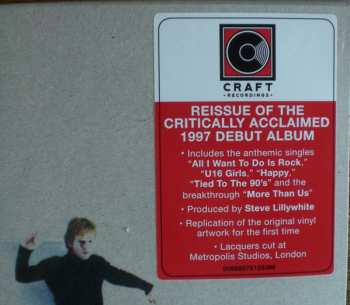 CRAFT
• RECORDINGS •
REISSUE OF THE
CRITICALLY ACCLAIMED
1997 DEBUT ALBUM
• Includes the anthemic singles
"All I Want To Do Is Rock,"
"U16 Girls," "Happy,"
"Tied To The 90's" and the
breakthrough "More Than Us"
• Produced by Steve Lillywhite
• Replication of the original vinyl
artwork for the first time
• Lacquers cut at
Metropolis Studios, London